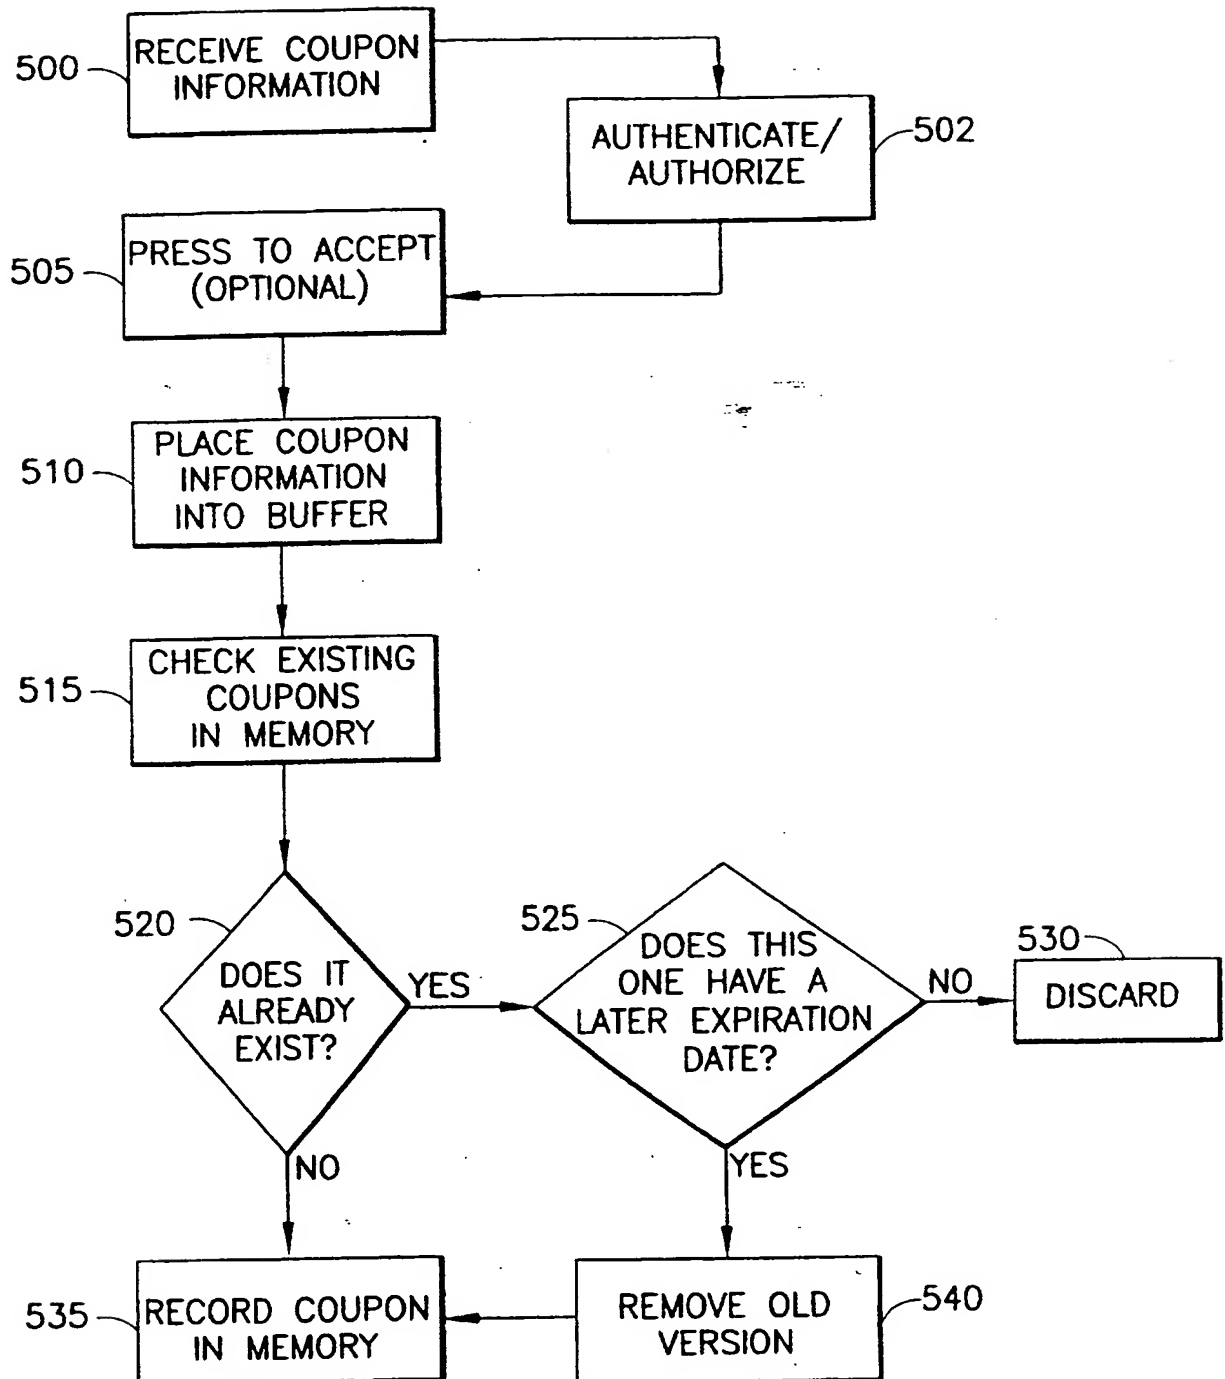 500
RECEIVE COUPON
INFORMATION
AUTHENTICATE/
AUTHORIZE
502
505
PRESS TO ACCEPT
(OPTIONAL)
510
PLACE COUPON
INFORMATION
INTO BUFFER
515
CHECK EXISTING
COUPONS
IN MEMORY
520
DOES IT
ALREADY
EXIST?
YES
NO
525
DOES THIS
ONE HAVE A
LATER EXPIRATION
DATE?
NO
YES
530
DISCARD
535
RECORD COUPON
IN MEMORY
REMOVE OLD
VERSION
540